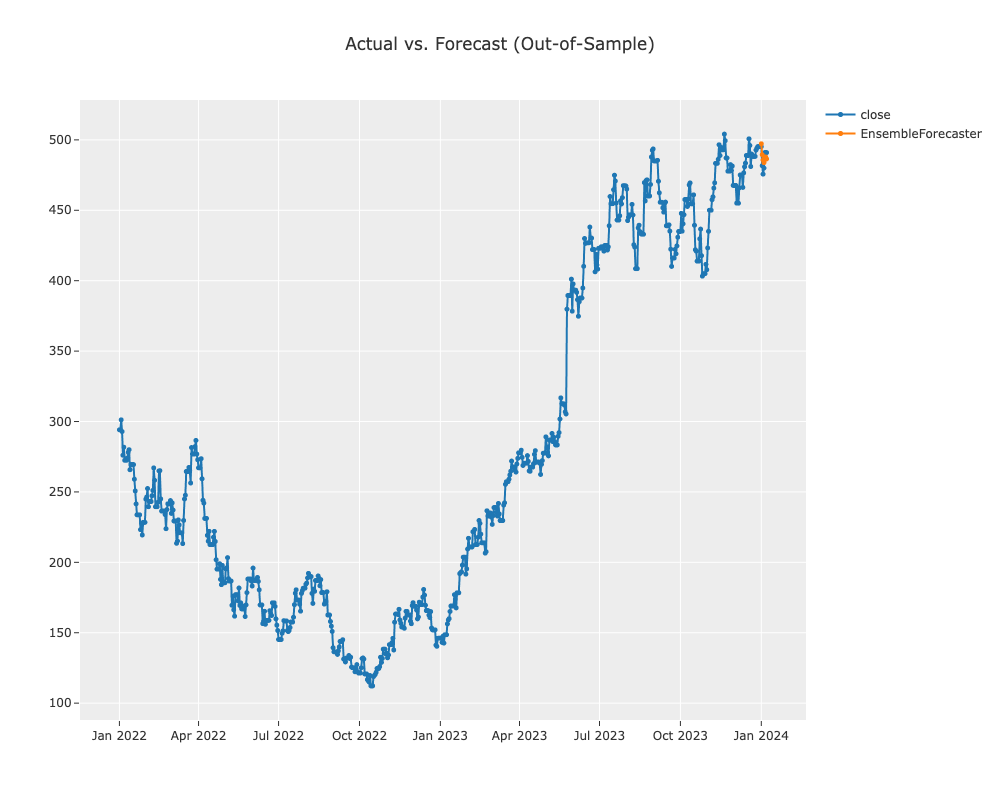 Actual vs. Forecast (Out-of-Sample)
close
EnsembleForecaster
500
450
400
350
300
250
200
150
100
Jan 2022 Apr 2022 Jul 2022 Oct 2022 Jan 2023 Apr 2023 Jul 2023 Oct 2023 Jan 2024